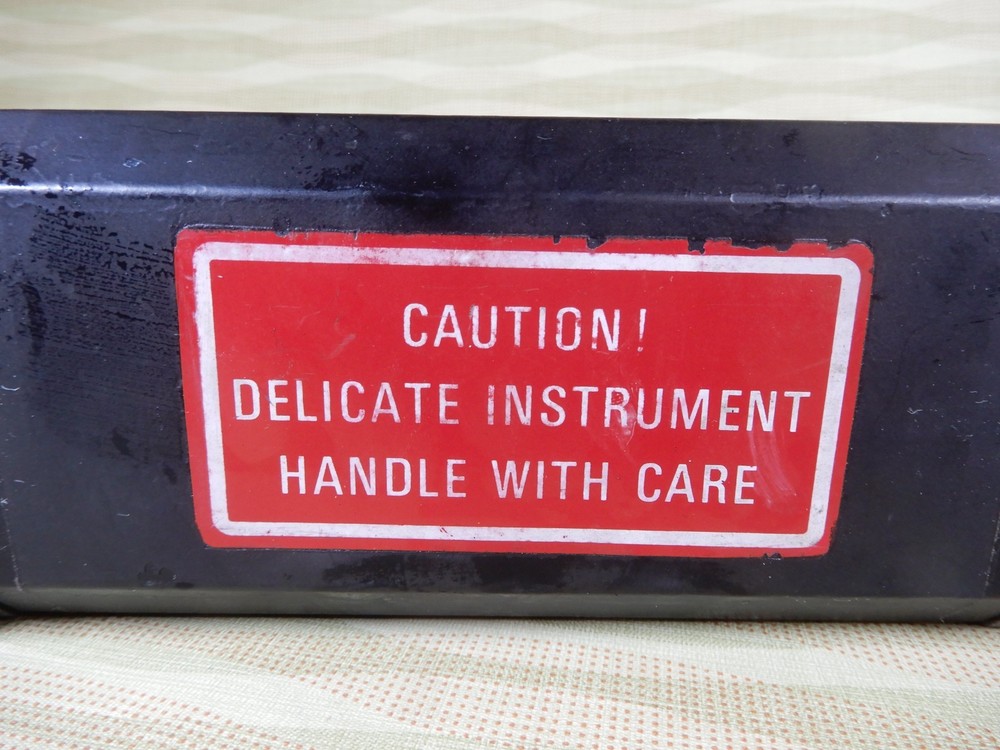 CAUTION!
DELICATE INSTRUMENT
HANDLE WITH CARE